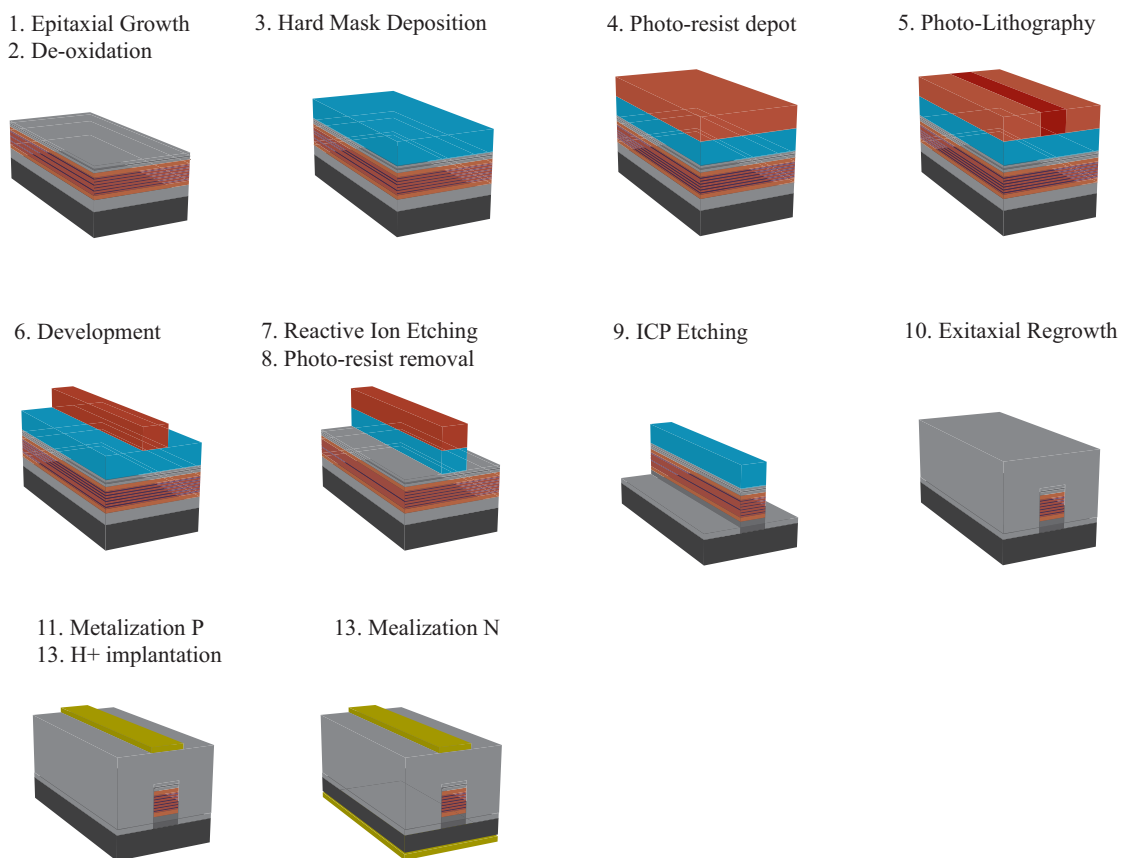 1. Epitaxial Growth
2. De-oxidation
3. Hard Mask Deposition
4. Photo-resist depot
5. Photo-Lithography
6. Development
7. Reactive Ion Etching
8. Photo-resist removal
9. ICP Etching
10. Exitaxial Regrowth
11. Metalization P
13. H+ implantation
13. Mealization N